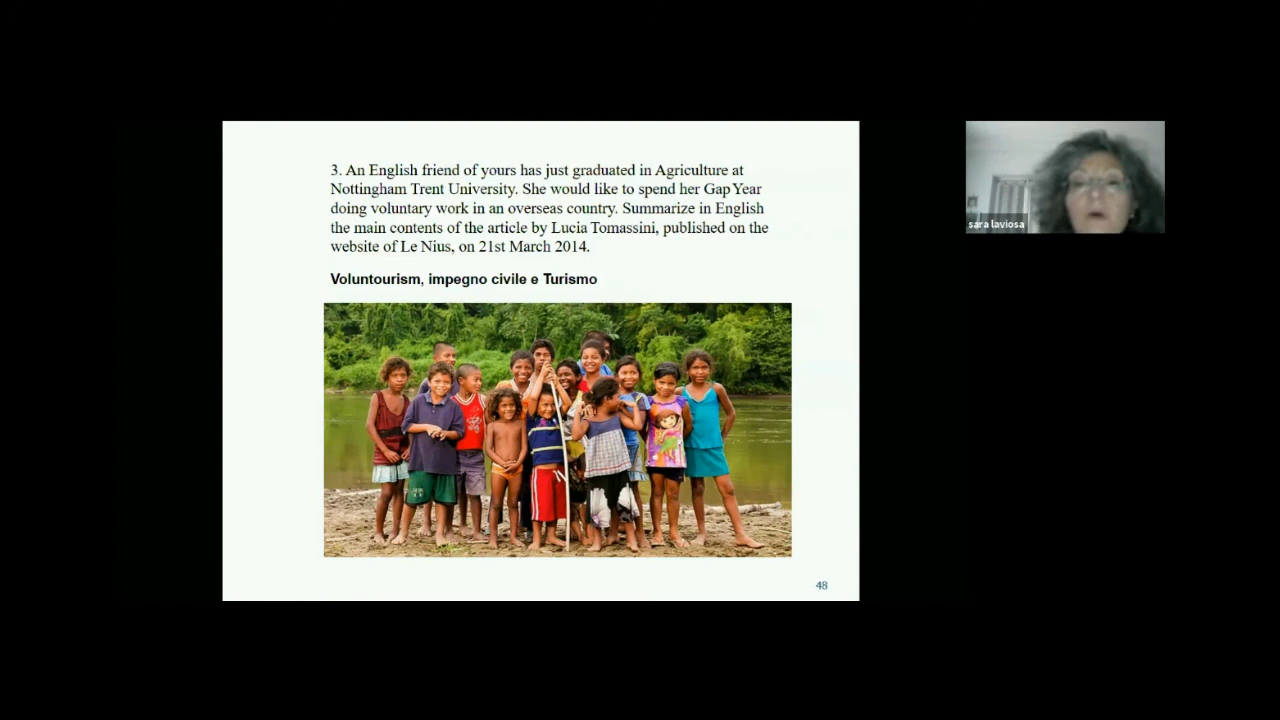 3. An English friend of yours has just graduated in Agriculture at
Nottingham Trent University. She would like to spend her Gap Year
doing voluntary work in an overseas country. Summarize in English
the main contents of the article by Lucia Tomassini, published on the
website of Le Nius, on 21st March 2014.
Voluntourism, impegno civile e Turismo
48
sara laviosa